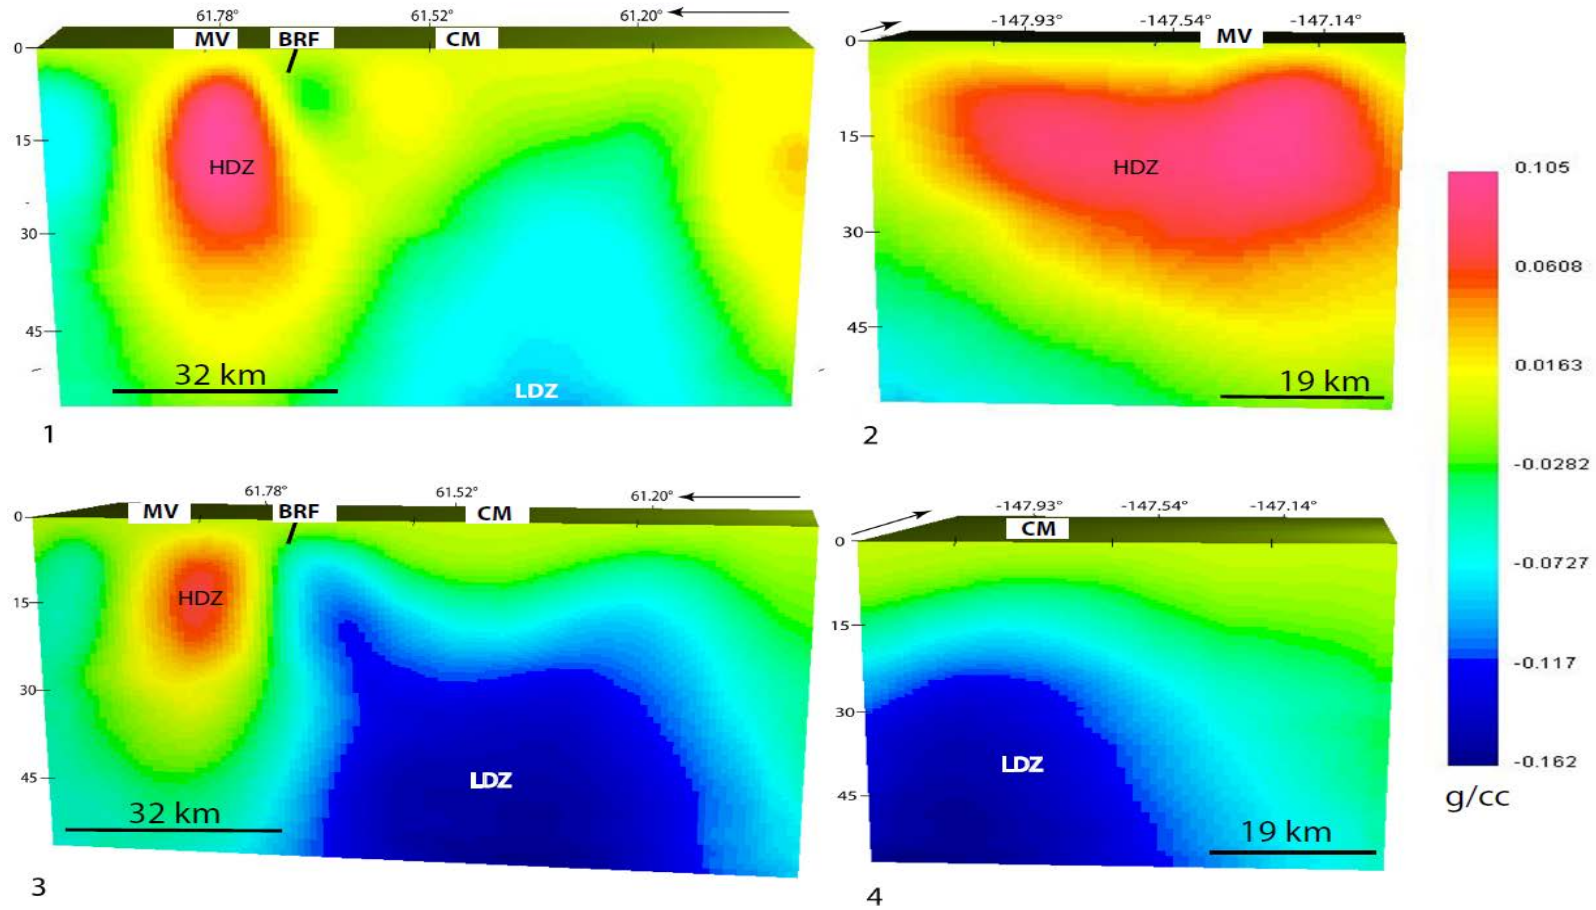 61.78° 61.52° 61.20°
MV BRF CM
0
15
HDZ
30
45
32 km
LDZ
1
-147.93° -147.54° -147.14°
MV
0
15
HDZ
30
45
19 km
2
61.78° 61.52° 61.20°
MV BRF CM
0
15
HDZ
30
45
LDZ
32 km
3
-147.93° -147.54° -147.14°
CM
0
15
30
LDZ
45
19 km
4
0.105
0.0608
0.0163
-0.0282
-0.0727
-0.117
-0.162
g/cc